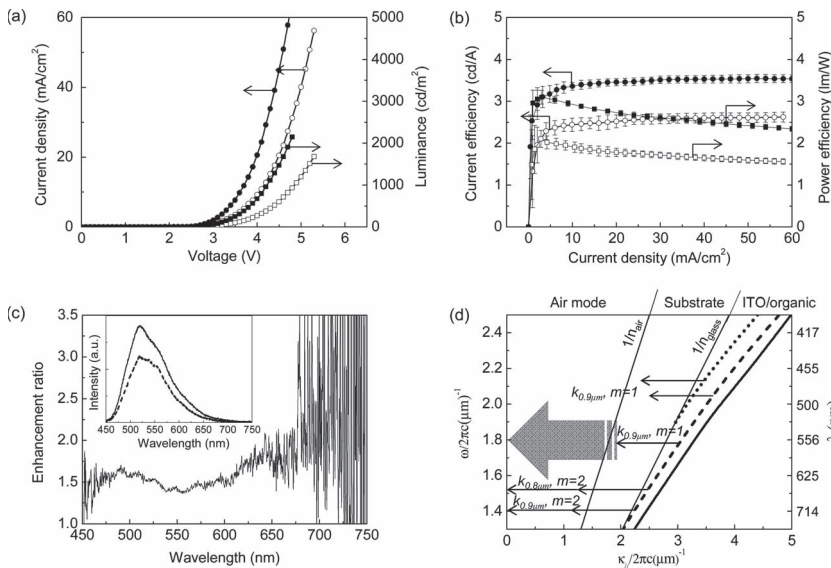 (a)
60
40
20
0
Current density (mA/cm²)
0 1 2 3 4 5 6
Voltage (V)
5000
4000
3000
2000
1000
0
Luminance (cd/m²)
(b)
5
4
3
2
1
0
Current efficiency (cd/A)
0 10 20 30 40 50 60
Current density (mA/cm²)
5
4
3
2
1
0
Power efficiency (lm/W)
(c)
3.5
3.0
2.5
2.0
1.5
1.0
Enhancement ratio
450 500 550 600 650 700 750
Wavelength (nm)
Intensity (a.u.)
450 500 550 600 650 700 750
Wavelength (nm)
(d)
Air mode Substrate ITO/organic
2.4
2.2
2.0
1.8
1.6
1.4
ω/2πc(μm)⁻¹
1/n_air
1/n_glass
k_0.9μm, m=1
k_0.9μm, m=1
k_0.8μm, m=2
k_0.9μm, m=2
417
455
500
556
625
714
0 1 2 3 4 5